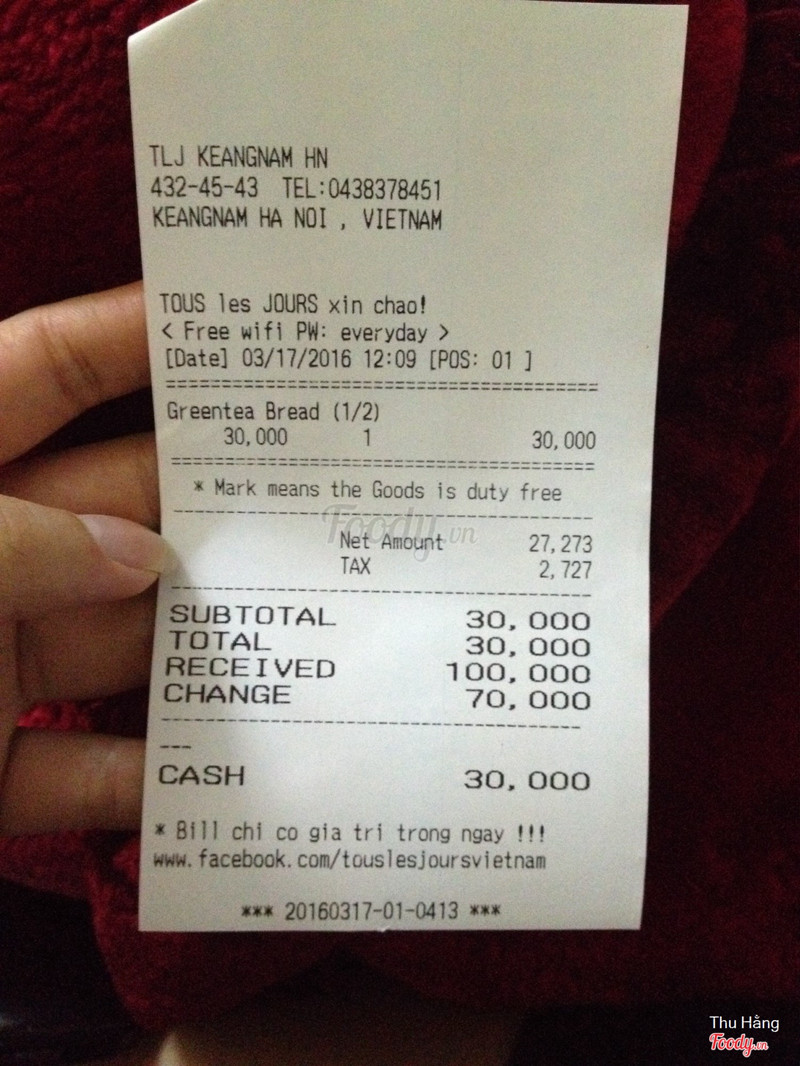 TLJ KEANGNAM HN
432-45-43 TEL:0438378451
KEANGNAM HA NOI , VIETNAM
TOUS les JOURS xin chao!
< Free wifi PW: everyday >
[Date] 03/17/2016 12:09 [POS: 01 ]
========================================
Greentea Bread (1/2)
30,000 1 30,000
========================================
* Mark means the Goods is duty free
----------------------------------------
Foody.vn
Net Amount 27,273
TAX 2,727
----------------------------------------
SUBTOTAL 30,000
TOTAL 30,000
RECEIVED 100,000
CHANGE 70,000
----------------------------------------
---
CASH 30,000
* Bill chi co gia tri trong ngay !!!
www.facebook.com/touslesjoursvietnam
*** 20160317-01-0413 ***
Thu Hằng
Foody.vn